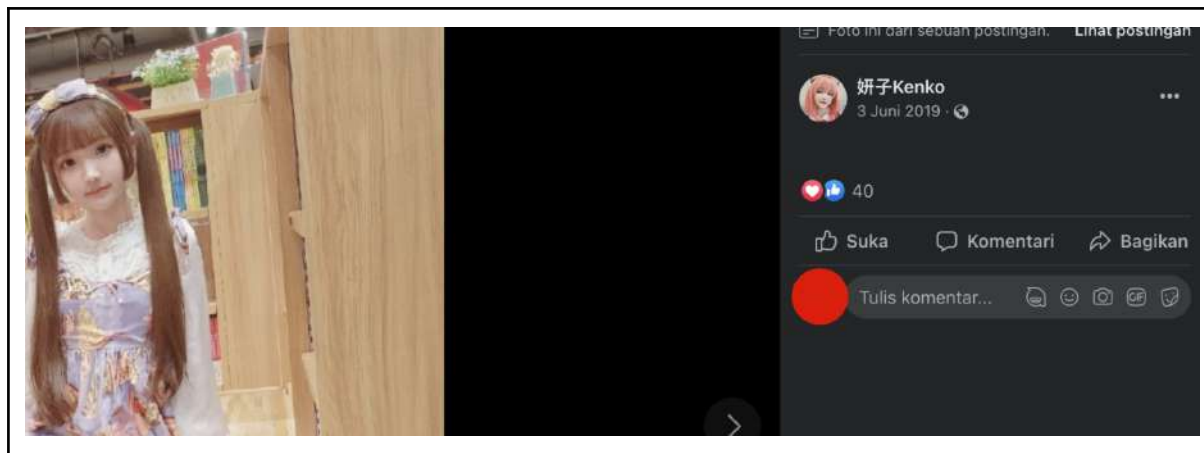 Foto ini dari sebuah postingan. Lihat postingan
妍子Kenko
3 Juni 2019
40
Suka Komentari Bagikan
Tulis komentar... GIF